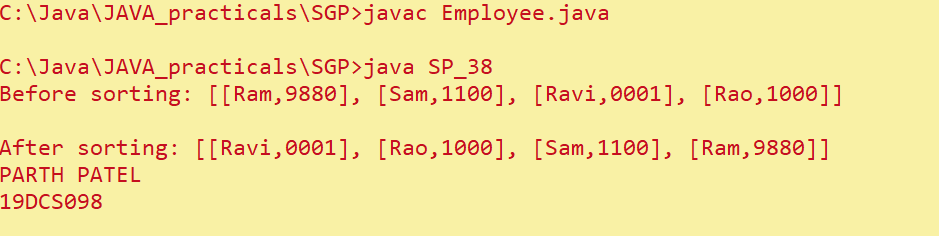 C:\Java\JAVA_practicals\SGP>javac Employee.java
C:\Java\JAVA_practicals\SGP>java SP_38
Before sorting: [[Ram,9880], [Sam,1100], [Ravi,0001], [Rao,1000]]
After sorting: [[Ravi,0001], [Rao,1000], [Sam,1100], [Ram,9880]]
PARTH PATEL
19DCS098